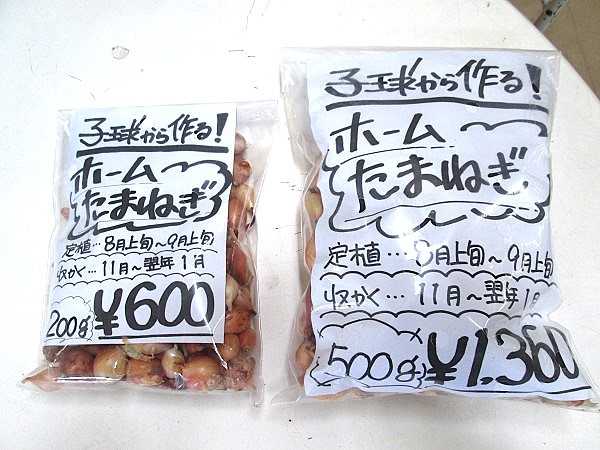 子球から作る!
ホーム
たまねぎ
定植…8月上旬~9月上旬
収かく…11月~翌年1月
200g ¥600
子球から作る!
ホーム
たまねぎ
定植…8月上旬~9月上旬
収かく…11月~翌年1月
500g ¥1,360